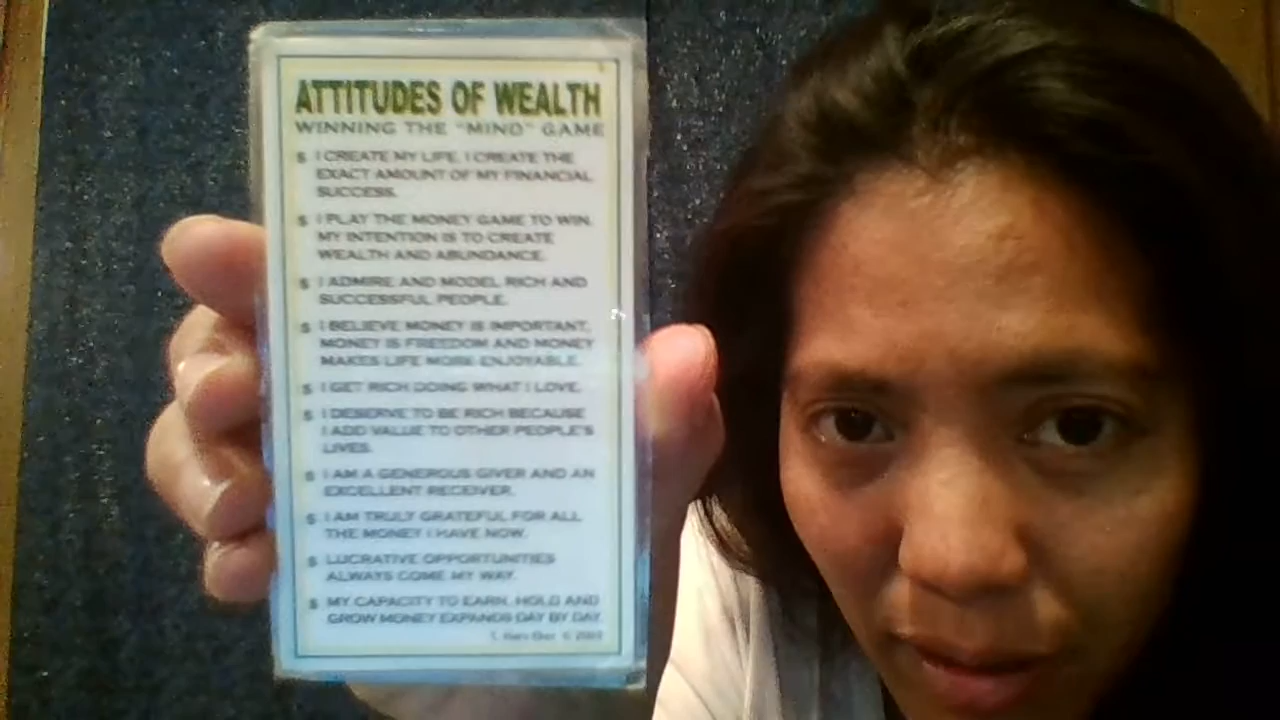 ATTITUDES OF WEALTH
WINNING THE "MIND" GAME
$ I CREATE MY LIFE. I CREATE THE
EXACT AMOUNT OF MY FINANCIAL
SUCCESS.
$ I PLAY THE MONEY GAME TO WIN.
MY INTENTION IS TO CREATE
WEALTH AND ABUNDANCE.
$ I ADMIRE AND MODEL RICH AND
SUCCESSFUL PEOPLE.
$ I BELIEVE MONEY IS IMPORTANT,
MONEY IS FREEDOM AND MONEY
MAKES LIFE MORE ENJOYABLE.
$ I GET RICH DOING WHAT I LOVE.
$ I DESERVE TO BE RICH BECAUSE
I ADD VALUE TO OTHER PEOPLE'S
LIVES.
$ I AM A GENEROUS GIVER AND AN
EXCELLENT RECEIVER.
$ I AM TRULY GRATEFUL FOR ALL
THE MONEY I HAVE NOW.
$ LUCRATIVE OPPORTUNITIES
ALWAYS COME MY WAY.
$ MY CAPACITY TO EARN, HOLD AND
GROW MONEY EXPANDS DAY BY DAY.
T. Harv Eker ©